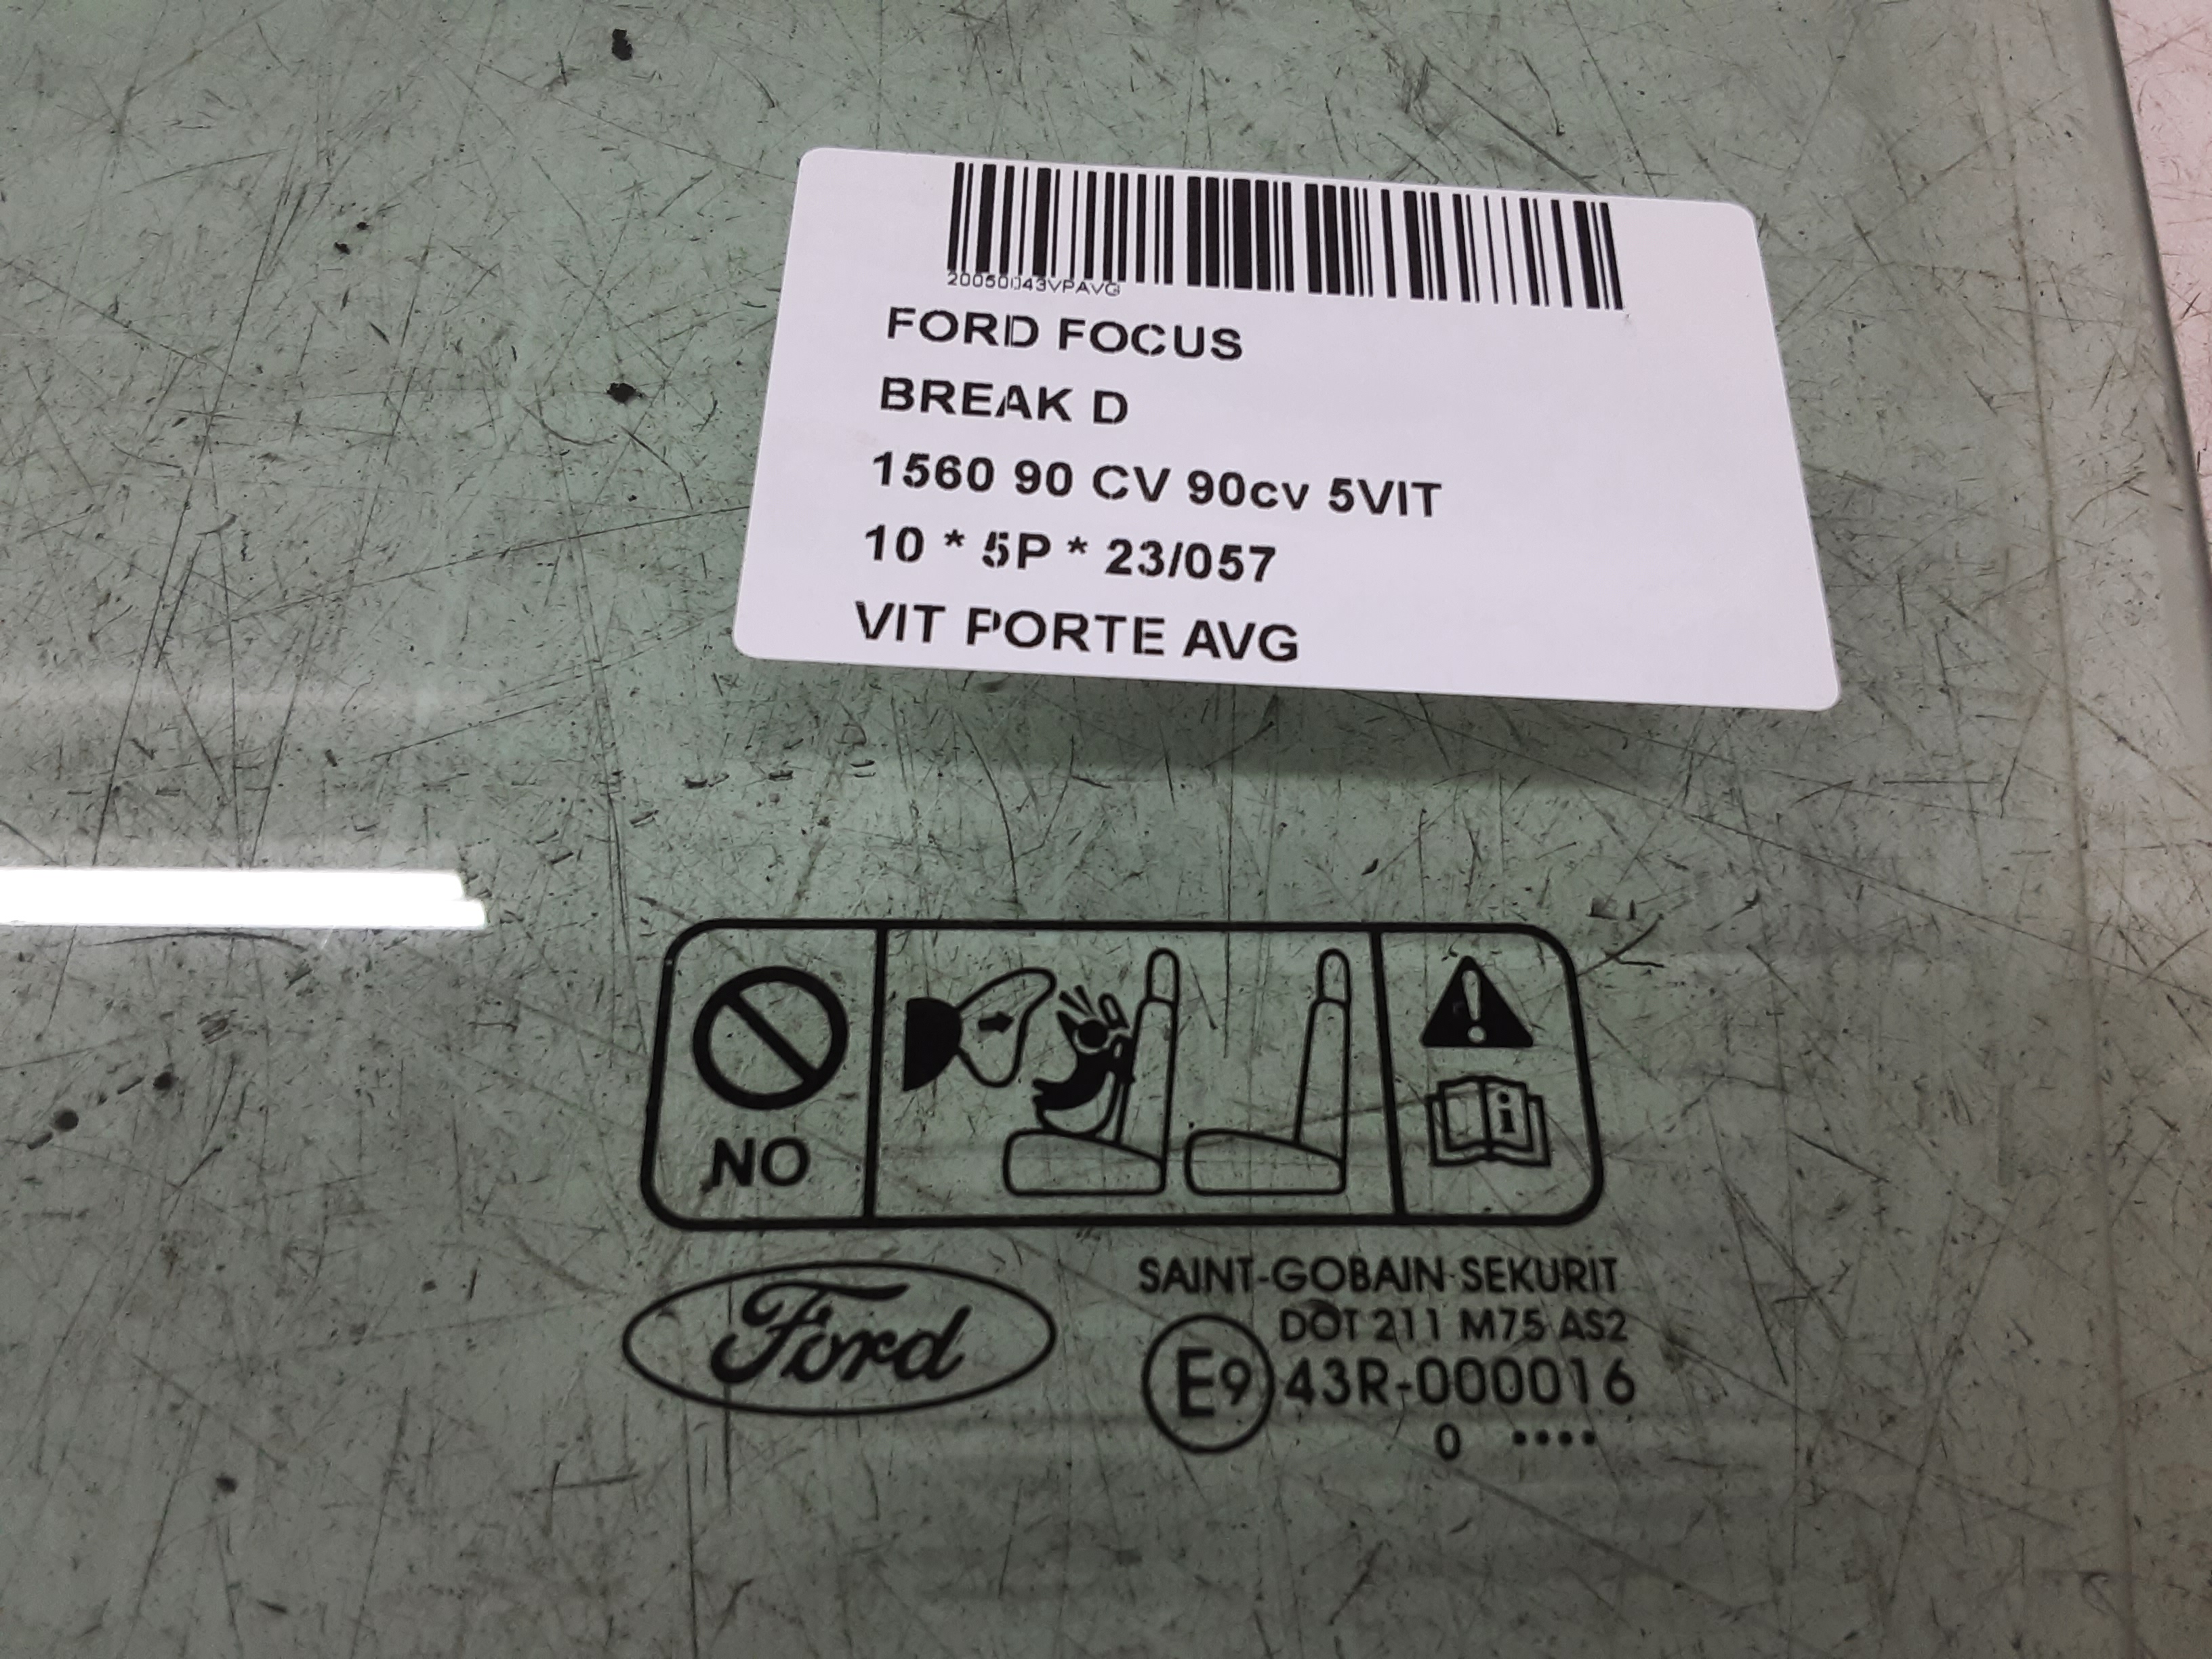 20050043VPAVG
FORD FOCUS
BREAK D
1560 90 CV 90cv 5VIT
10 * 5P * 23/057
VIT PORTE AVG
NO
i
Ford
SAINT-GOBAIN SEKURIT
DOT 211 M75 AS2
E9 43R-000016
0 ••••